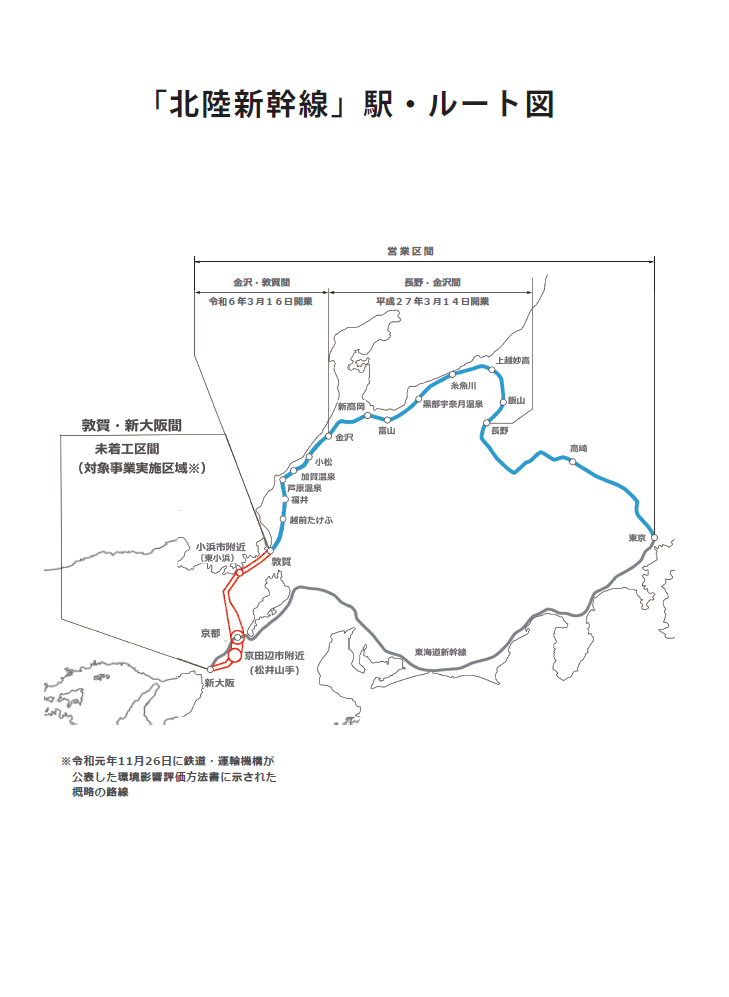 「北陸新幹線」駅・ルート図
営業区間
金沢・敦賀間
長野・金沢間
令和６年３月１６日開業
平成２７年３月１４日開業
上越妙高
糸魚川
飯山
黒部宇奈月温泉
新高岡
富山
長野
敦賀・新大阪間
金沢
未着工区間
高崎
小松
（対象事業実施区域※）
加賀温泉
芦原温泉
福井
越前たけふ
東京
小浜市附近
（東小浜）
敦賀
京都
京田辺市附近
（松井山手）
東海道新幹線
新大阪
※令和元年11月26日に鉄道・運輸機構が
公表した環境影響評価方法書に示された
概略の路線